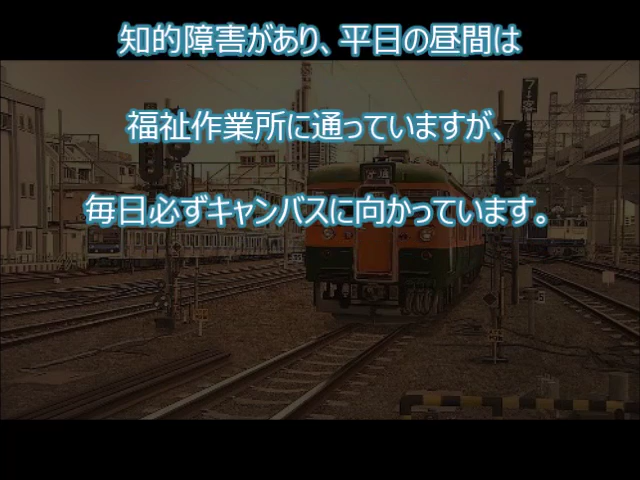 知的障害があり、平日の昼間は
福祉作業所に通っていますが、
毎日必ずキャンバスに向かっています。